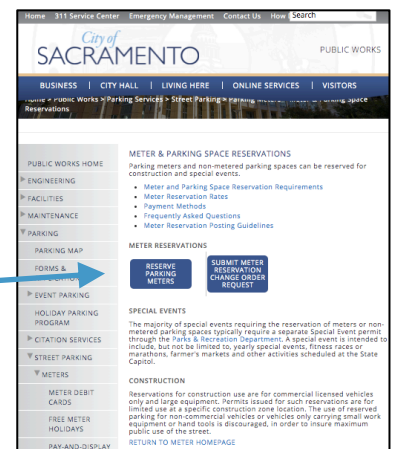 Home 311 Service Center Emergency Management Contact Us How Search
City of
SACRAMENTO
PUBLIC WORKS
BUSINESS | CITY HALL | LIVING HERE | ONLINE SERVICES | VISITORS
Home > Public Works > Parking Services > Street Parking > Parking Space
Reservations
METER & PARKING SPACE RESERVATIONS
Parking meters and non-metered parking spaces can be reserved for
construction and special events.
• Meter and Parking Space Reservation Requirements
• Meter Reservation Rates
• Payment Methods
• Frequently Asked Questions
• Meter Reservation Posting Guidelines
METER RESERVATIONS
RESERVE
PARKING
METERS
SUBMIT METER
RESERVATION
CHANGE ORDER
REQUEST
SPECIAL EVENTS
The majority of special events requiring the reservation of meters or non-
metered parking spaces typically require a separate Special Event permit
through the Parks & Recreation Department. A special event is intended to
include, but not be limited to, yearly special events, fitness races or
marathons, farmer's markets and other activities scheduled at the State
Capitol.
CONSTRUCTION
Reservations for construction use are for commercial licensed vehicles
only and large equipment. Permits issued for such reservations are for
limited use at a specific construction zone location. The use of reserved
parking for non-commercial vehicles or vehicles only carrying small work
equipment or hand tools is discouraged, in order to insure maximum
public use of the street.
RETURN TO METER HOMEPAGE
PUBLIC WORKS HOME
ENGINEERING
FACILITIES
MAINTENANCE
PARKING
PARKING MAP
FORMS &
EVENT PARKING
HOLIDAY PARKING
PROGRAM
CITATION SERVICES
STREET PARKING
METERS
METER DEBIT
CARDS
FREE METER
HOLIDAYS
PAY-AND-DISPLAY